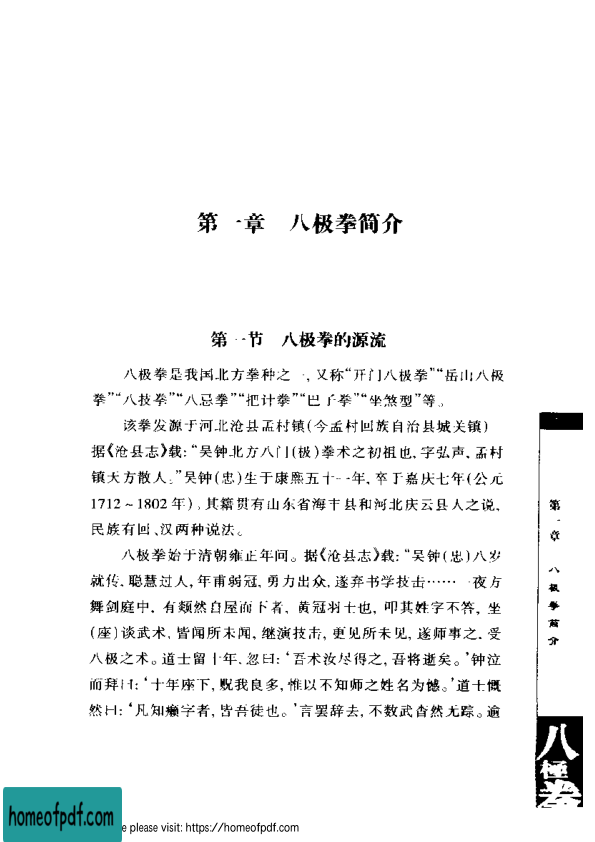 第一章 八极拳简介
第一节 八极拳的源流
八极拳是我国北方拳种之一,又称“开门八极拳”“岳山八极
拳”“八技拳”“八忌拳”“把计拳”“巴子拳”“坐煞型”等。
该拳发源于河北沧县孟村镇(今孟村回族自治县城关镇)
据《沧县志》载:“吴钟北方八门(极)拳术之初祖也,字弘声,孟村
镇天方散人。”吴钟(忠)生于康熙五十一年,卒于嘉庆七年(公元
1712~1802年),其籍贯有山东省海丰县和河北庆云县人之说,
民族有回、汉两种说法。
八极拳始于清朝雍正年间。据《沧县志》载:“吴钟(忠)八岁
就传,聪慧过人,年甫弱冠,勇力出众,遂弃书学技击……一夜方
舞剑庭中,有颓然自屋而下者,黄冠羽士也,叩其姓字不答,坐
(座)谈武术,皆闻所未闻,继演技击,更见所未见,遂师事之,受
八极之术。道士留十年,忽曰:‘吾术汝尽得之,吾将逝矣。’钟泣
而拜曰:‘十年座下,贶我良多,惟以不知师之姓名为憾。’道士慨
然曰:‘凡知癞字者,皆吾徒也。’言罢辞去,不数武杳然无踪。逾
第一章 八极拳简介
八極拳
homeofpdf.com
e please visit: https://homeofpdf.com